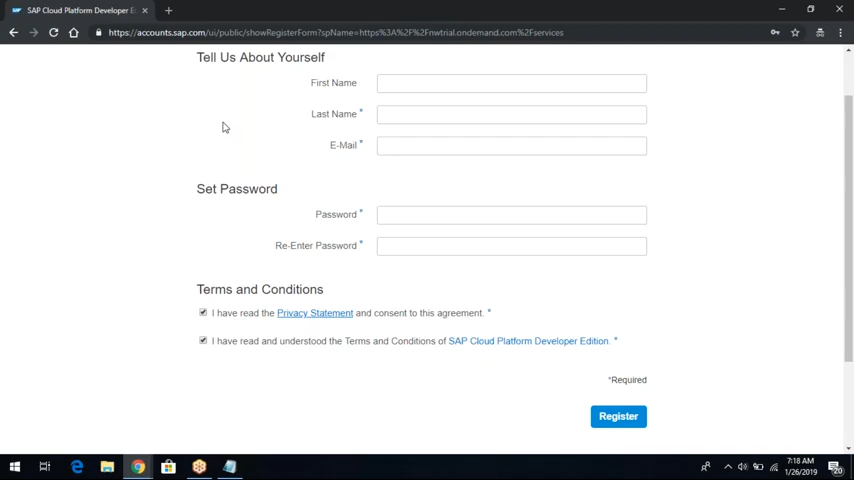 SAP Cloud Platform Developer E
https://accounts.sap.com/ui/public/showRegisterForm?spName=https%3A%2F%2Fnwtrial.ondemand.com%2Fservices
Tell Us About Yourself
First Name
Last Name *
E-Mail *
Set Password
Password *
Re-Enter Password *
Terms and Conditions
I have read the Privacy Statement and consent to this agreement. *
I have read and understood the Terms and Conditions of SAP Cloud Platform Developer Edition. *
*Required
Register
7:18 AM
1/26/2019
20